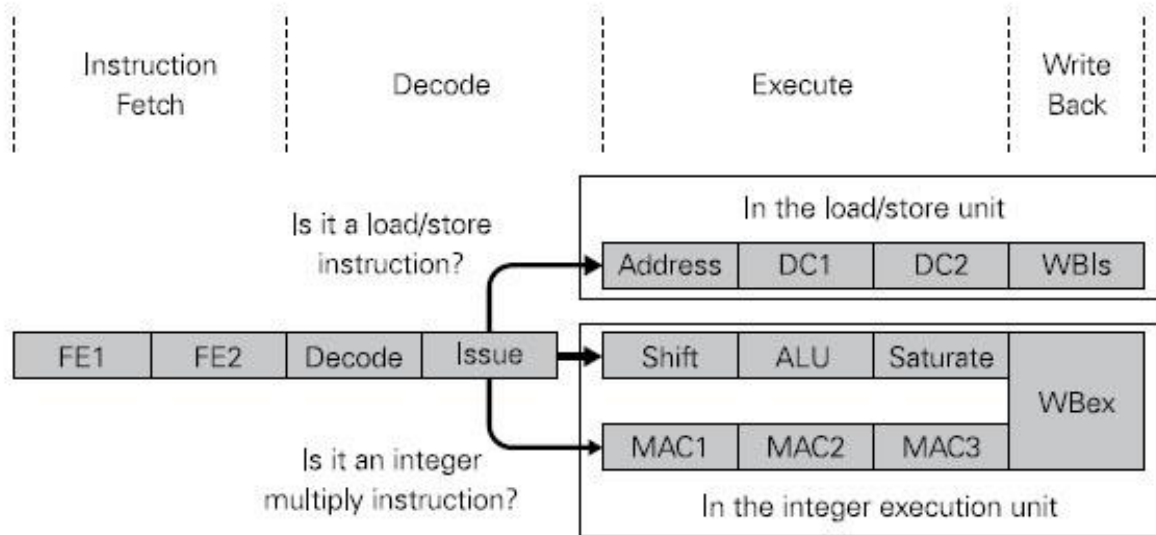 Instruction
Fetch
Decode
Execute
Write
Back
Is it a load/store
instruction?
In the load/store unit
Address DC1 DC2 WBls
FE1 FE2 Decode Issue
Shift ALU Saturate
WBex
MAC1 MAC2 MAC3
Is it an integer
multiply instruction?
In the integer execution unit